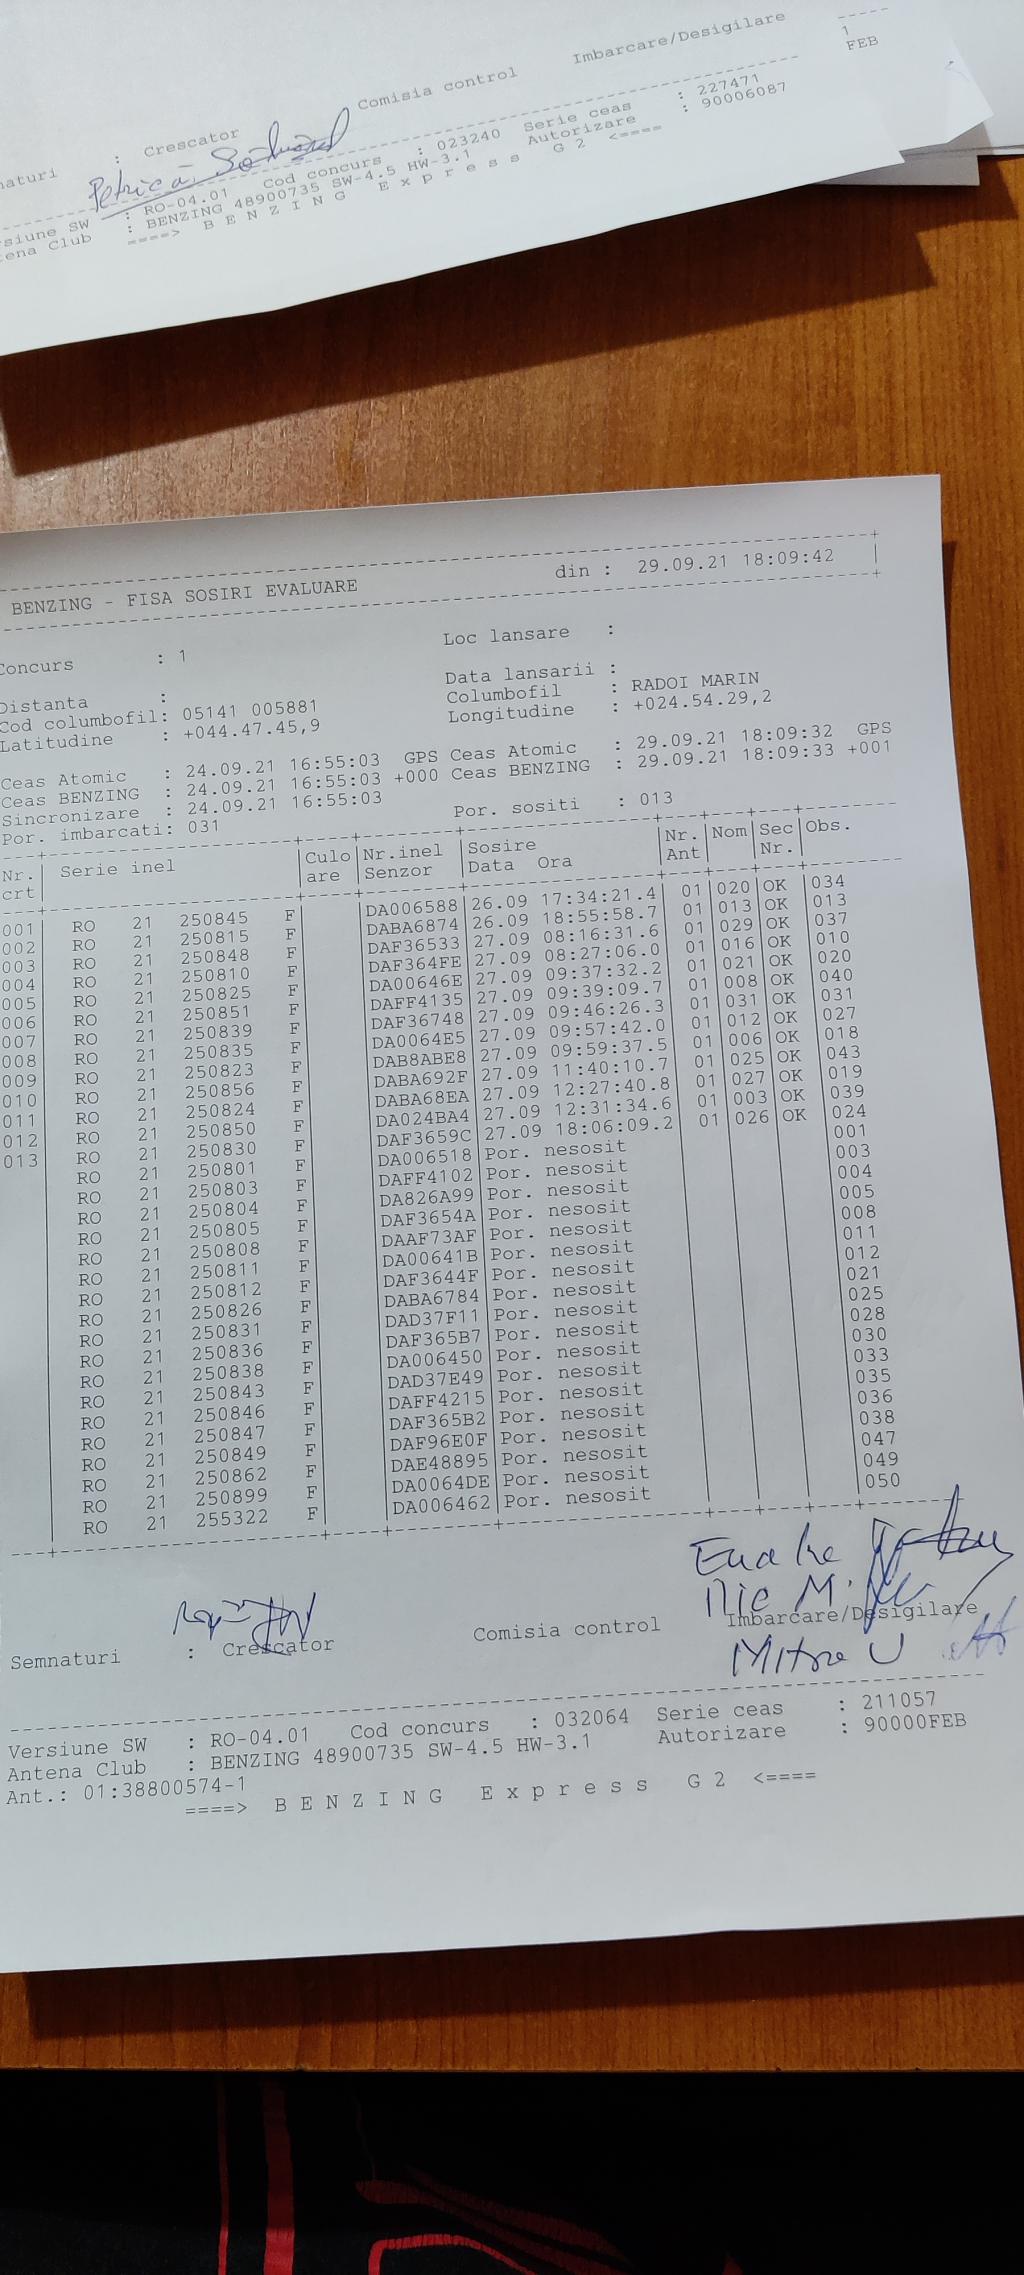 Imbarcare/Desigilare
Comisia control
naturi : Crescator
Petrica
1
FEB
rsiune SW : RO-04.01 Cod concurs : 023240 Serie ceas : 227471
tena Club : BENZING 48900735 SW-4.5 HW-3.1 Autorizare : 90006087
====> B E N Z I N G E x p r e s s G 2 <====
BENZING - FISA SOSIRI EVALUARE din : 29.09.21 18:09:42
Concurs : 1 Loc lansare :
Distanta : Data lansarii :
Cod columbofil: 05141 005881 Columbofil : RADOI MARIN
Latitudine : +044.47.45,9 Longitudine : +024.54.29,2
Ceas Atomic : 24.09.21 16:55:03 GPS Ceas Atomic : 29.09.21 18:09:32 GPS
Ceas BENZING : 24.09.21 16:55:03 +000 Ceas BENZING : 29.09.21 18:09:33 +001
Sincronizare : 24.09.21 16:55:03
Por. imbarcati: 031 Por. sositi : 013
Nr. Serie inel Culo Nr.inel Sosire Nr. Nom Sec Obs.
crt are Senzor Data Ora Ant Nr.
001 RO 21 250845 F DA006588 26.09 17:34:21.4 01 020 OK 034
002 RO 21 250815 F DABA6874 26.09 18:55:58.7 01 013 OK 013
003 RO 21 250848 F DAF36533 27.09 08:16:31.6 01 029 OK 037
004 RO 21 250810 F DAF364FE 27.09 08:27:06.0 01 016 OK 010
005 RO 21 250825 F DA00646E 27.09 09:37:32.2 01 021 OK 020
006 RO 21 250851 F DAFF4135 27.09 09:39:09.7 01 008 OK 040
007 RO 21 250839 F DAF36748 27.09 09:46:26.3 01 031 OK 031
008 RO 21 250835 F DA0064E5 27.09 09:57:42.0 01 012 OK 027
009 RO 21 250823 F DAB8ABE8 27.09 09:59:37.5 01 006 OK 018
010 RO 21 250856 F DABA692F 27.09 11:40:10.7 01 025 OK 043
011 RO 21 250824 F DABA68EA 27.09 12:27:40.8 01 027 OK 019
012 RO 21 250850 F DA024BA4 27.09 12:31:34.6 01 003 OK 039
013 RO 21 250830 F DAF3659C 27.09 18:06:09.2 01 026 OK 024
RO 21 250801 F DA006518 Por. nesosit 001
RO 21 250803 F DAFF4102 Por. nesosit 003
RO 21 250804 F DA826A99 Por. nesosit 004
RO 21 250805 F DAF3654A Por. nesosit 005
RO 21 250808 F DAAF73AF Por. nesosit 008
RO 21 250811 F DA00641B Por. nesosit 011
RO 21 250812 F DAF3644F Por. nesosit 012
RO 21 250826 F DABA6784 Por. nesosit 021
RO 21 250831 F DAD37F11 Por. nesosit 025
RO 21 250836 F DAF365B7 Por. nesosit 028
RO 21 250838 F DA006450 Por. nesosit 030
RO 21 250843 F DAD37E49 Por. nesosit 033
RO 21 250846 F DAFF4215 Por. nesosit 035
RO 21 250847 F DAF365B2 Por. nesosit 036
RO 21 250849 F DAF96E0F Por. nesosit 038
RO 21 250862 F DAE48895 Por. nesosit 047
RO 21 250899 F DA0064DE Por. nesosit 049
RO 21 255322 F DA006462 Por. nesosit 050
Ilie M.
Semnaturi : Crescator Comisia control Imbarcare/Desigilare
Versiune SW : RO-04.01 Cod concurs : 032064 Serie ceas : 211057
Antena Club : BENZING 48900735 SW-4.5 HW-3.1 Autorizare : 90000FEB
Ant.: 01:38800574-1
====> B E N Z I N G E x p r e s s G 2 <====